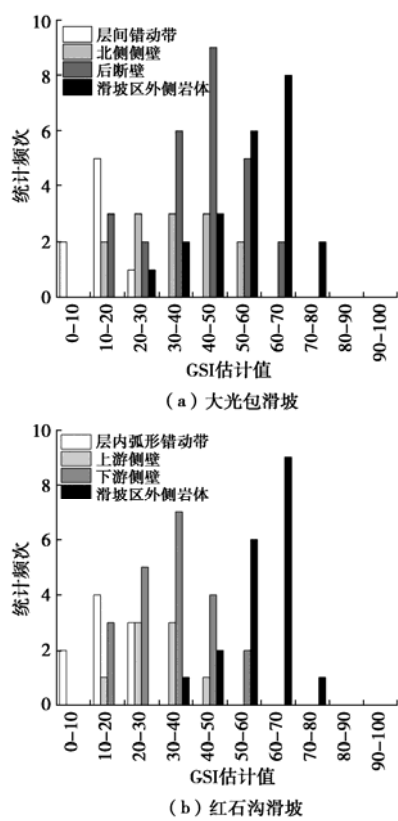 10
8
6
4
2
0
统计频次
层间错动带
北侧侧壁
后断壁
滑坡区外侧岩体
0-10
10-20
20-30
30-40
40-50
50-60
60-70
70-80
80-90
90-100
GSI估计值
(a) 大光包滑坡
10
8
6
4
2
0
统计频次
层内弧形错动带
上游侧壁
下游侧壁
滑坡区外侧岩体
0-10
10-20
20-30
30-40
40-50
50-60
60-70
70-80
80-90
90-100
GSI估计值
(b) 红石沟滑坡